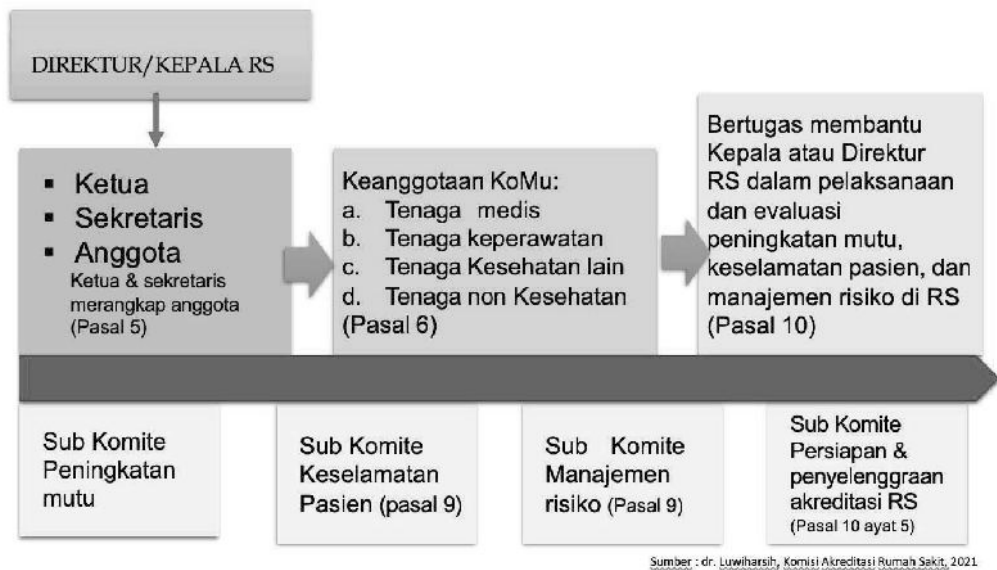 DIREKTUR/KEPALA RS
▪ Ketua
▪ Sekretaris
▪ Anggota
Ketua & sekretaris
merangkap anggota
(Pasal 5)
Keanggotaan KoMu:
a. Tenaga medis
b. Tenaga keperawatan
c. Tenaga Kesehatan lain
d. Tenaga non Kesehatan
(Pasal 6)
Bertugas membantu
Kepala atau Direktur
RS dalam pelaksanaan
dan evaluasi
peningkatan mutu,
keselamatan pasien, dan
manajemen risiko di RS
(Pasal 10)
Sub Komite
Peningkatan
mutu
Sub Komite
Keselamatan
Pasien (pasal 9)
Sub Komite
Manajemen
risiko (Pasal 9)
Sub Komite
Persiapan &
penyelenggraan
akreditasi RS
(Pasal 10 ayat 5)
Sumber : dr. Luwiharsih, Komisi Akreditasi Rumah Sakit, 2021